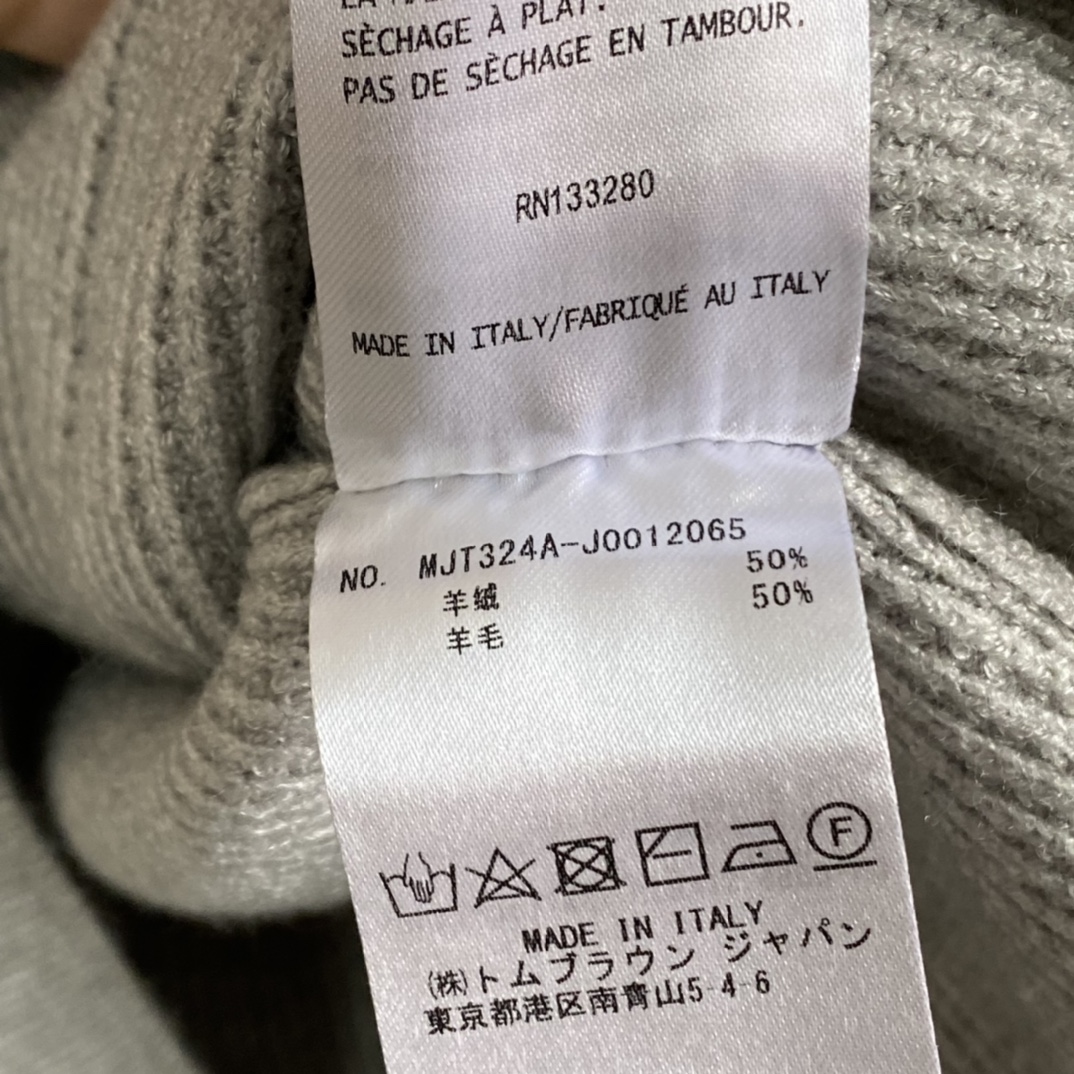 SÈCHAGE À PLAT.
PAS DE SÈCHAGE EN TAMBOUR.
RN133280
MADE IN ITALY/FABRIQUÉ AU ITALY
NO. MJT324A-J0012065
羊絨 50%
羊毛 50%
F
MADE IN ITALY
㈱トムブラウン ジャパン
東京都港区南青山5-4-6